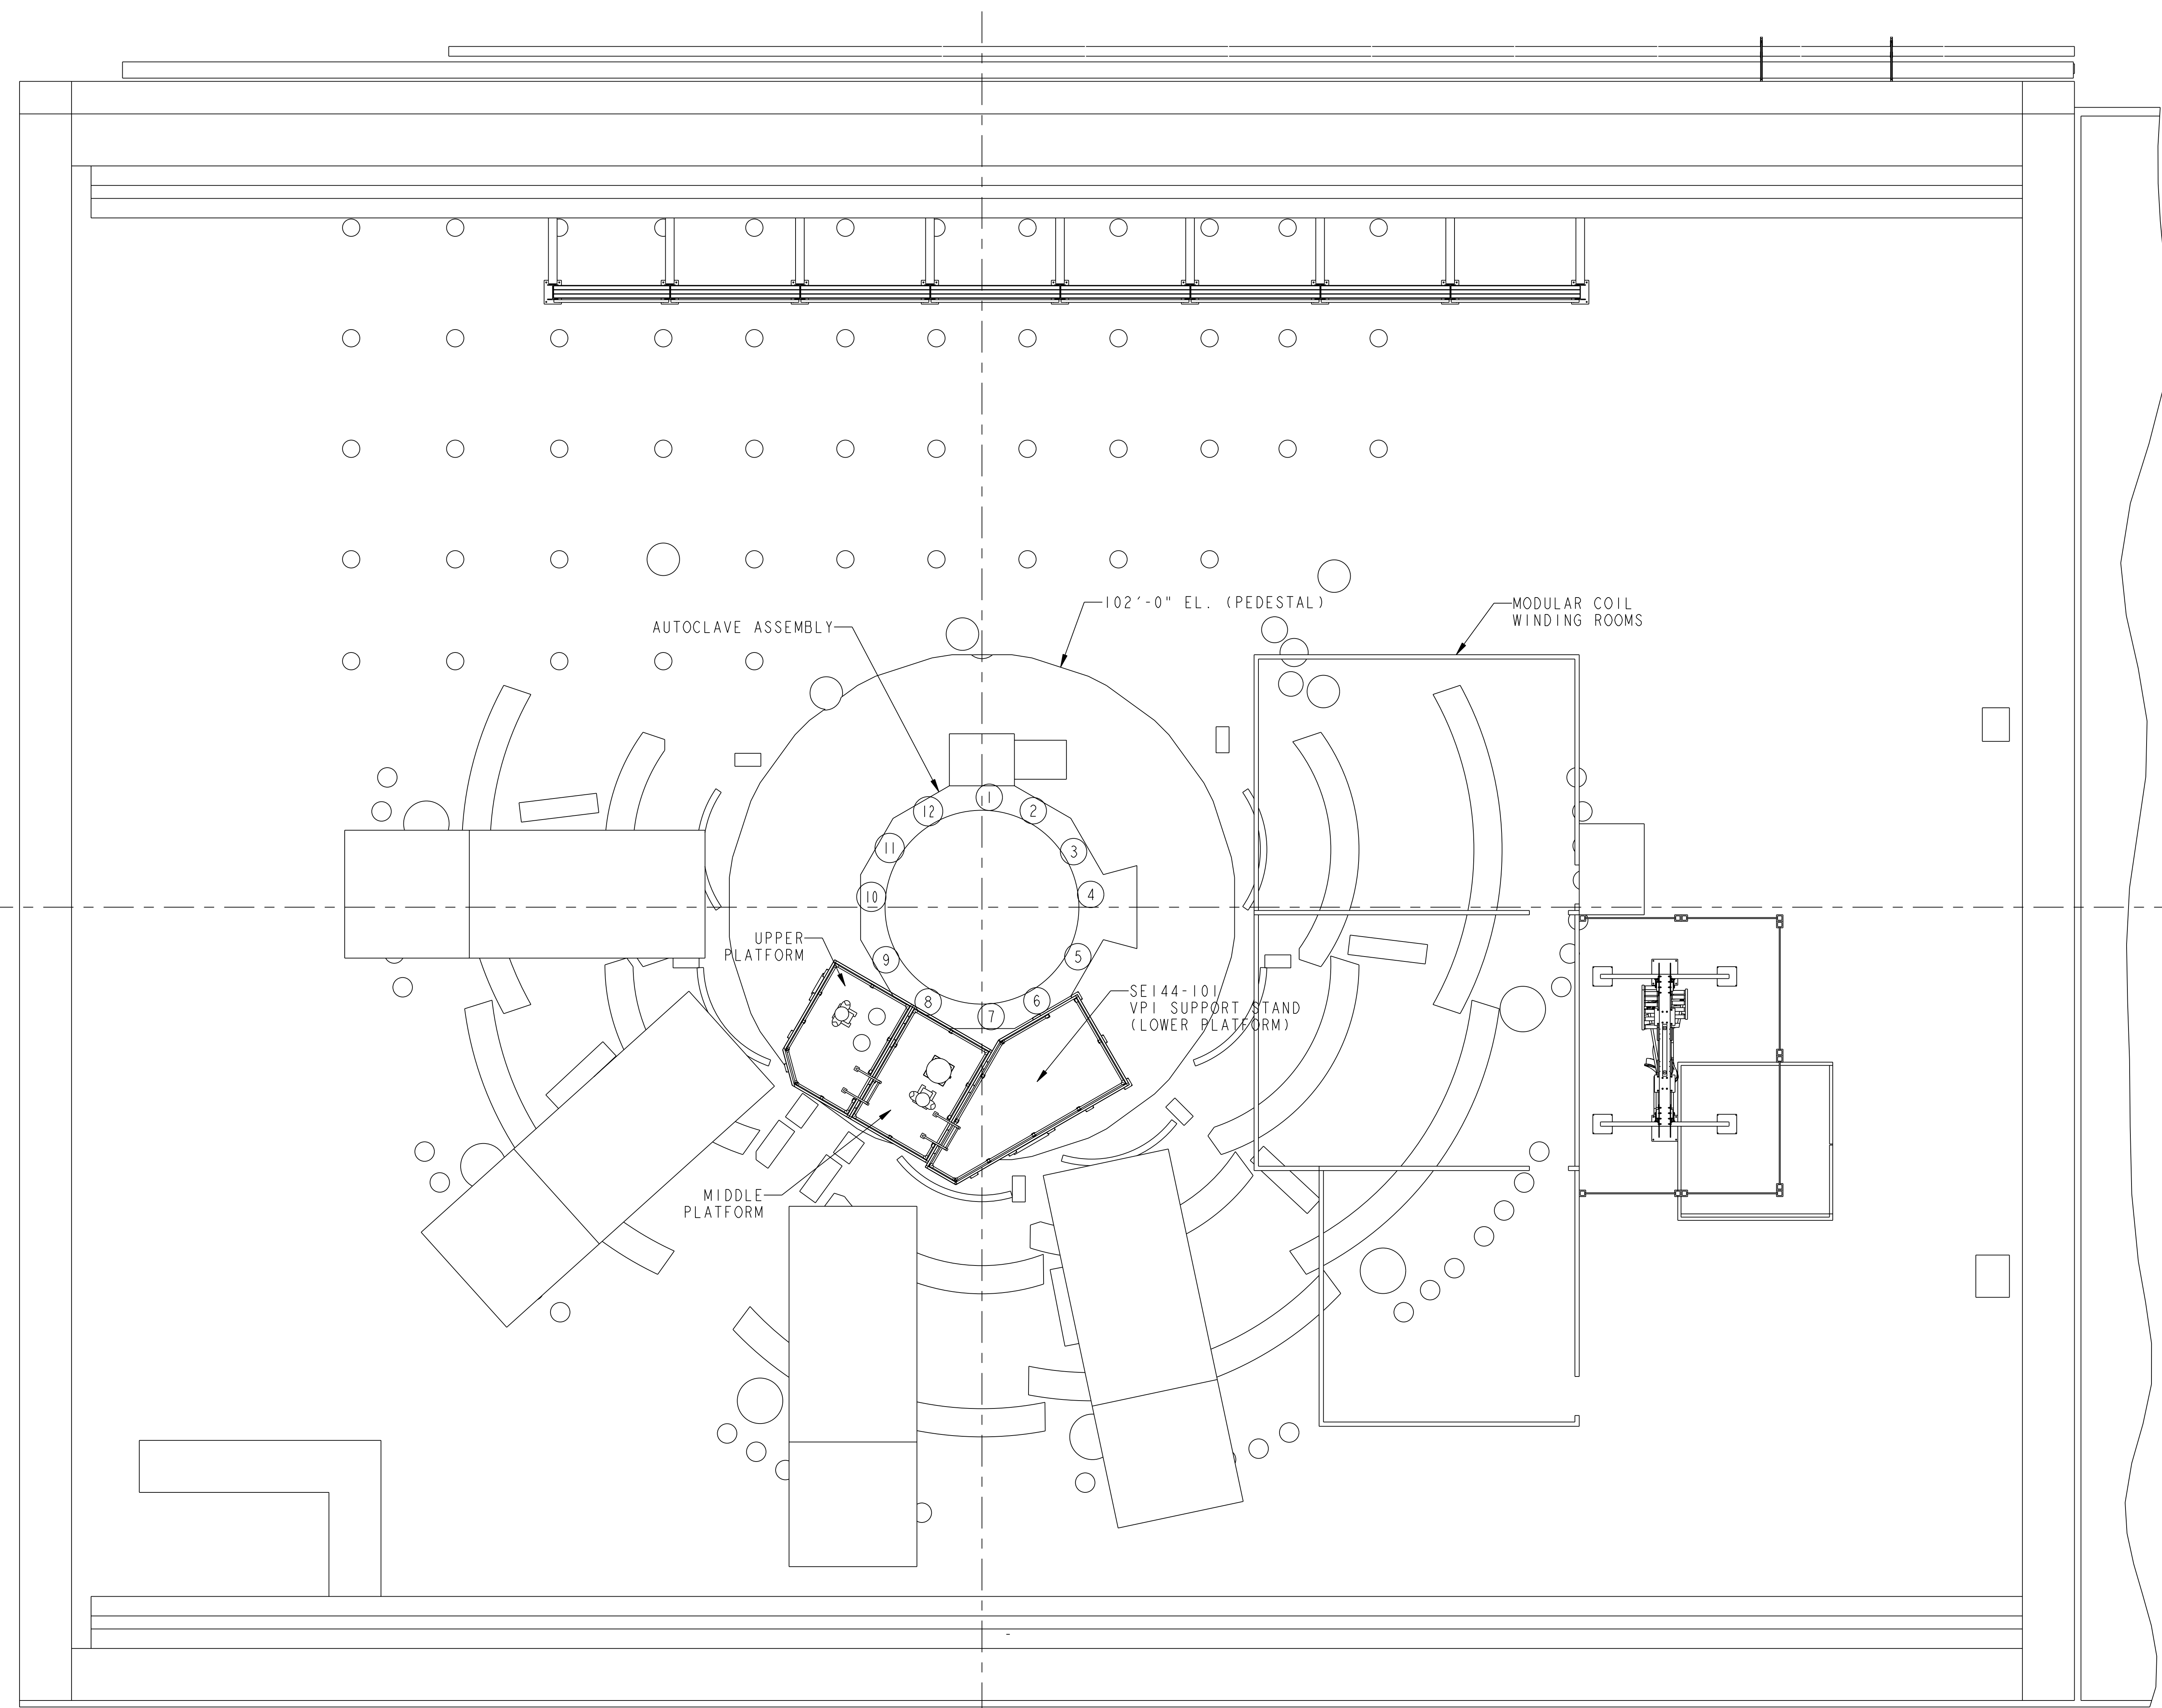 102'-0" EL. (PEDESTAL)
MODULAR COIL
WINDING ROOMS
AUTOCLAVE ASSEMBLY
1
2
3
4
5
6
7
8
9
10
11
12
UPPER
PLATFORM
SE144-101
VPI SUPPORT STAND
(LOWER PLATFORM)
MIDDLE
PLATFORM